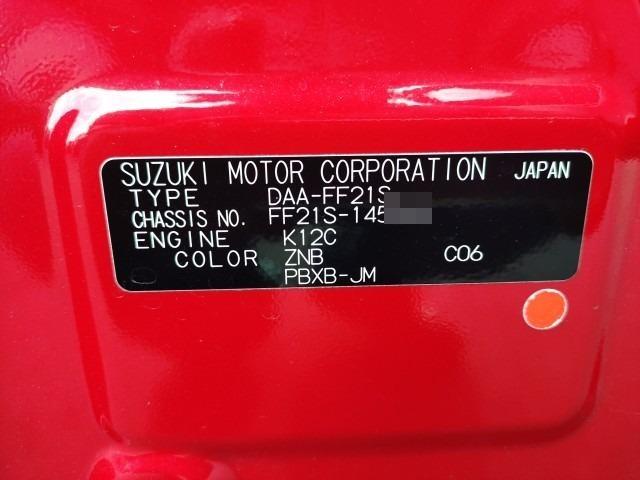 SUZUKI MOTOR CORPORATION JAPAN
TYPE DAA-FF21S
CHASSIS NO. FF21S-145
ENGINE K12C
COLOR ZNB C06
PBXB-JM